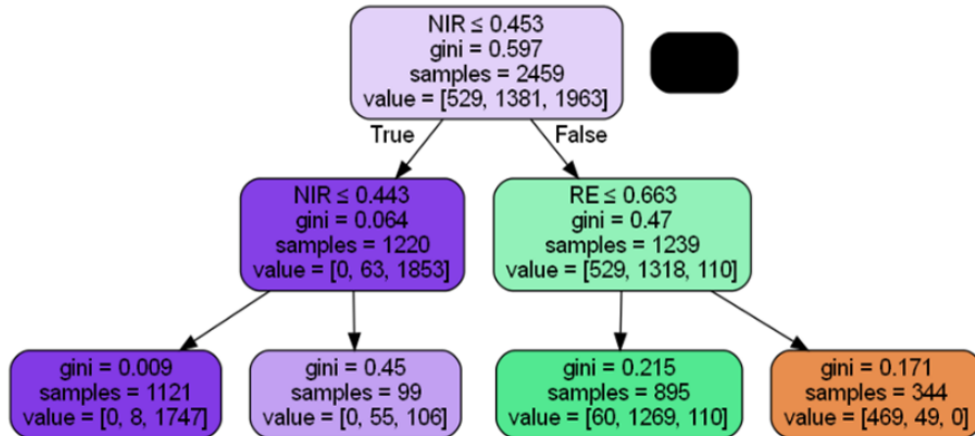 NIR ≤ 0.453
gini = 0.597
samples = 2459
value = [529, 1381, 1963]
True
False
NIR ≤ 0.443
gini = 0.064
samples = 1220
value = [0, 63, 1853]
RE ≤ 0.663
gini = 0.47
samples = 1239
value = [529, 1318, 110]
gini = 0.009
samples = 1121
value = [0, 8, 1747]
gini = 0.45
samples = 99
value = [0, 55, 106]
gini = 0.215
samples = 895
value = [60, 1269, 110]
gini = 0.171
samples = 344
value = [469, 49, 0]